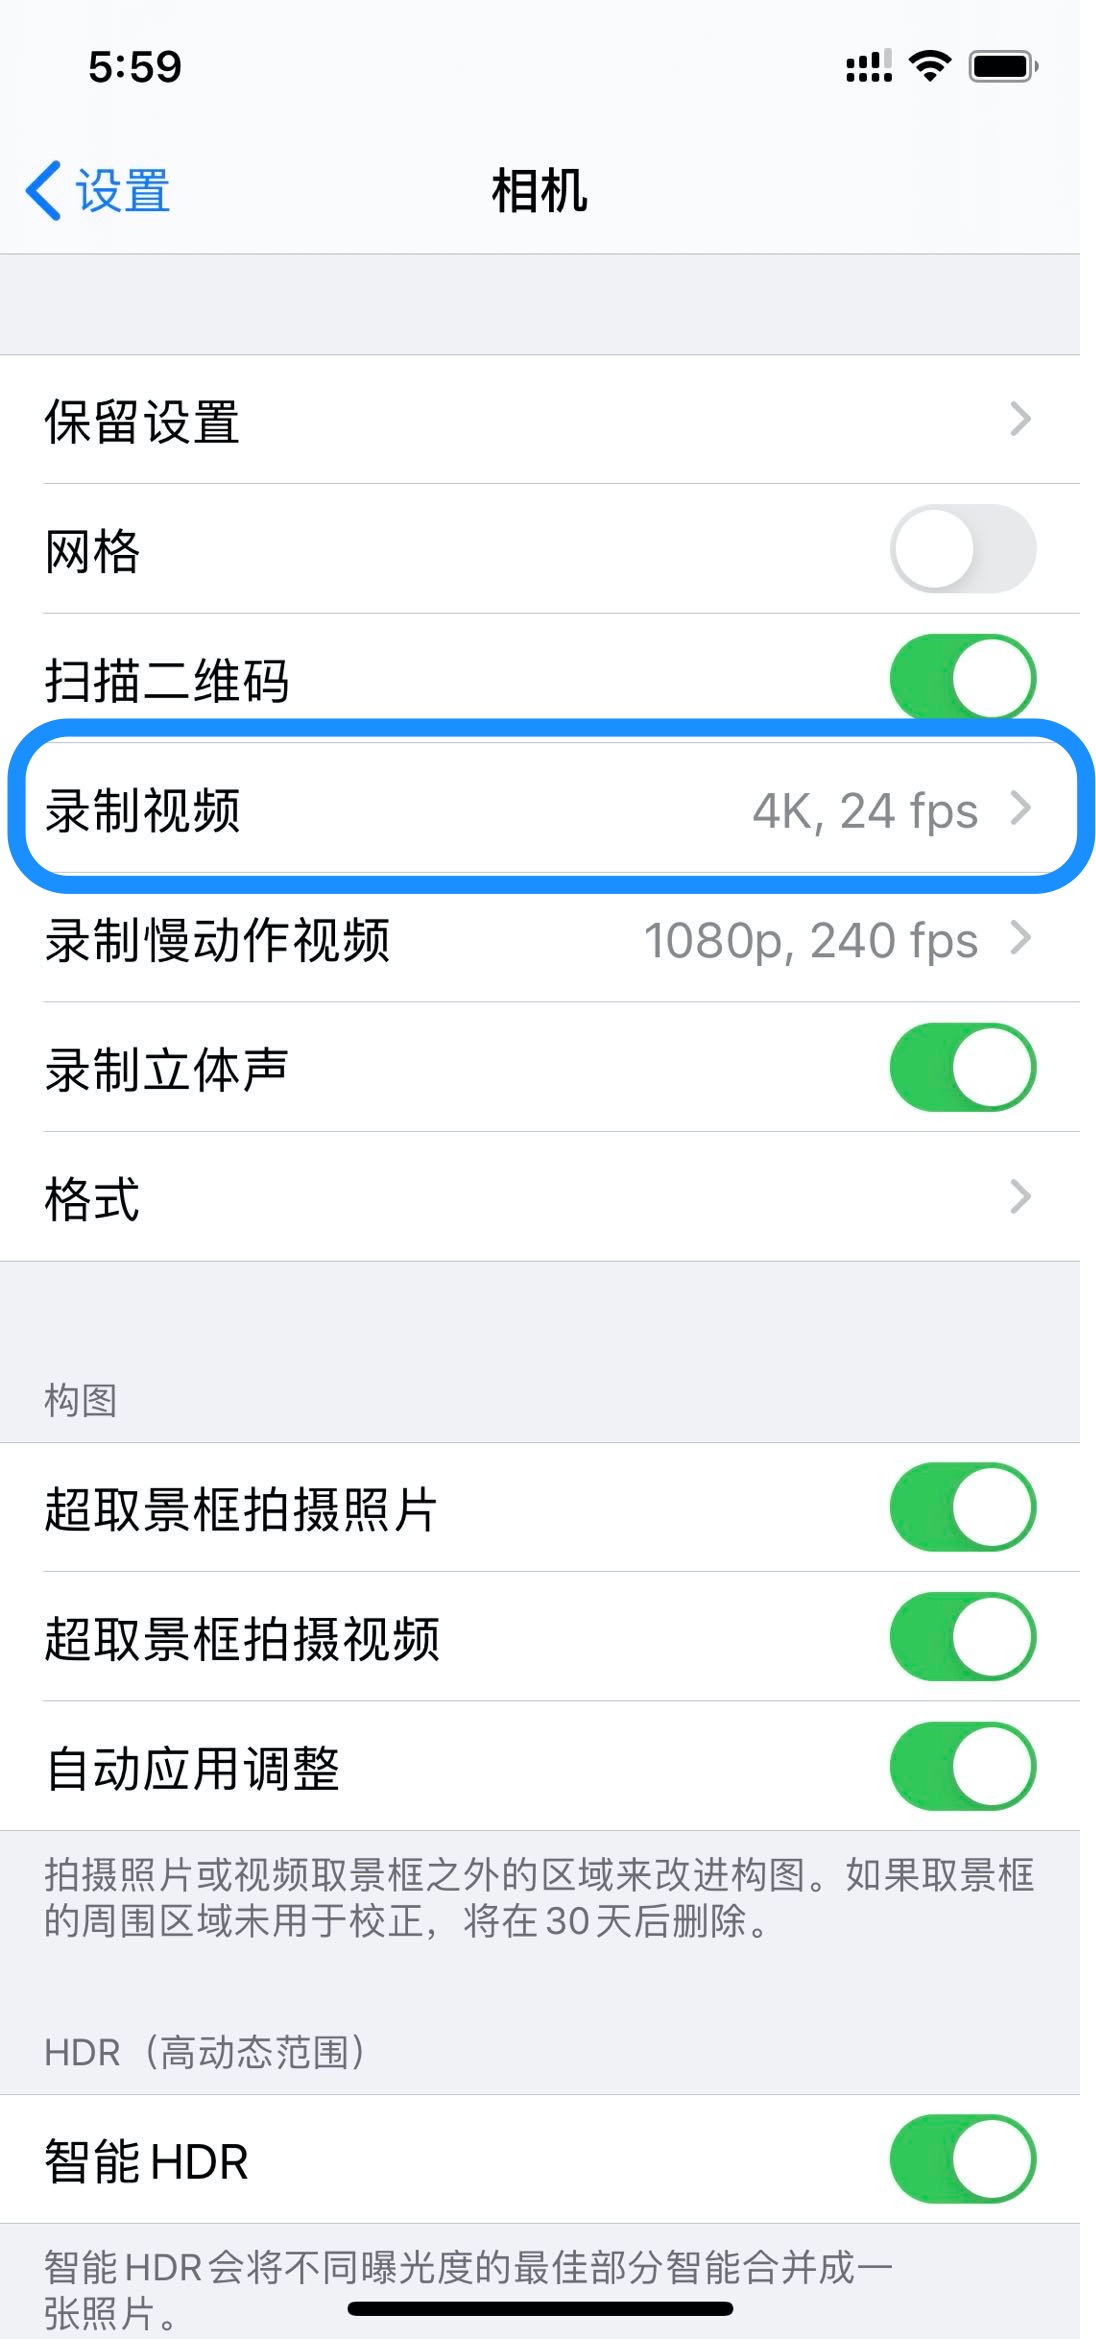 5:59
设置
相机
保留设置
网格
扫描二维码
录制视频 4K, 24 fps
录制慢动作视频 1080p, 240 fps
录制立体声
格式
构图
超取景框拍摄照片
超取景框拍摄视频
自动应用调整
拍摄照片或视频取景框之外的区域来改进构图。如果取景框
的周围区域未用于校正，将在 30 天后删除。
HDR（高动态范围）
智能 HDR
智能 HDR 会将不同曝光度的最佳部分智能合并成一
张照片。